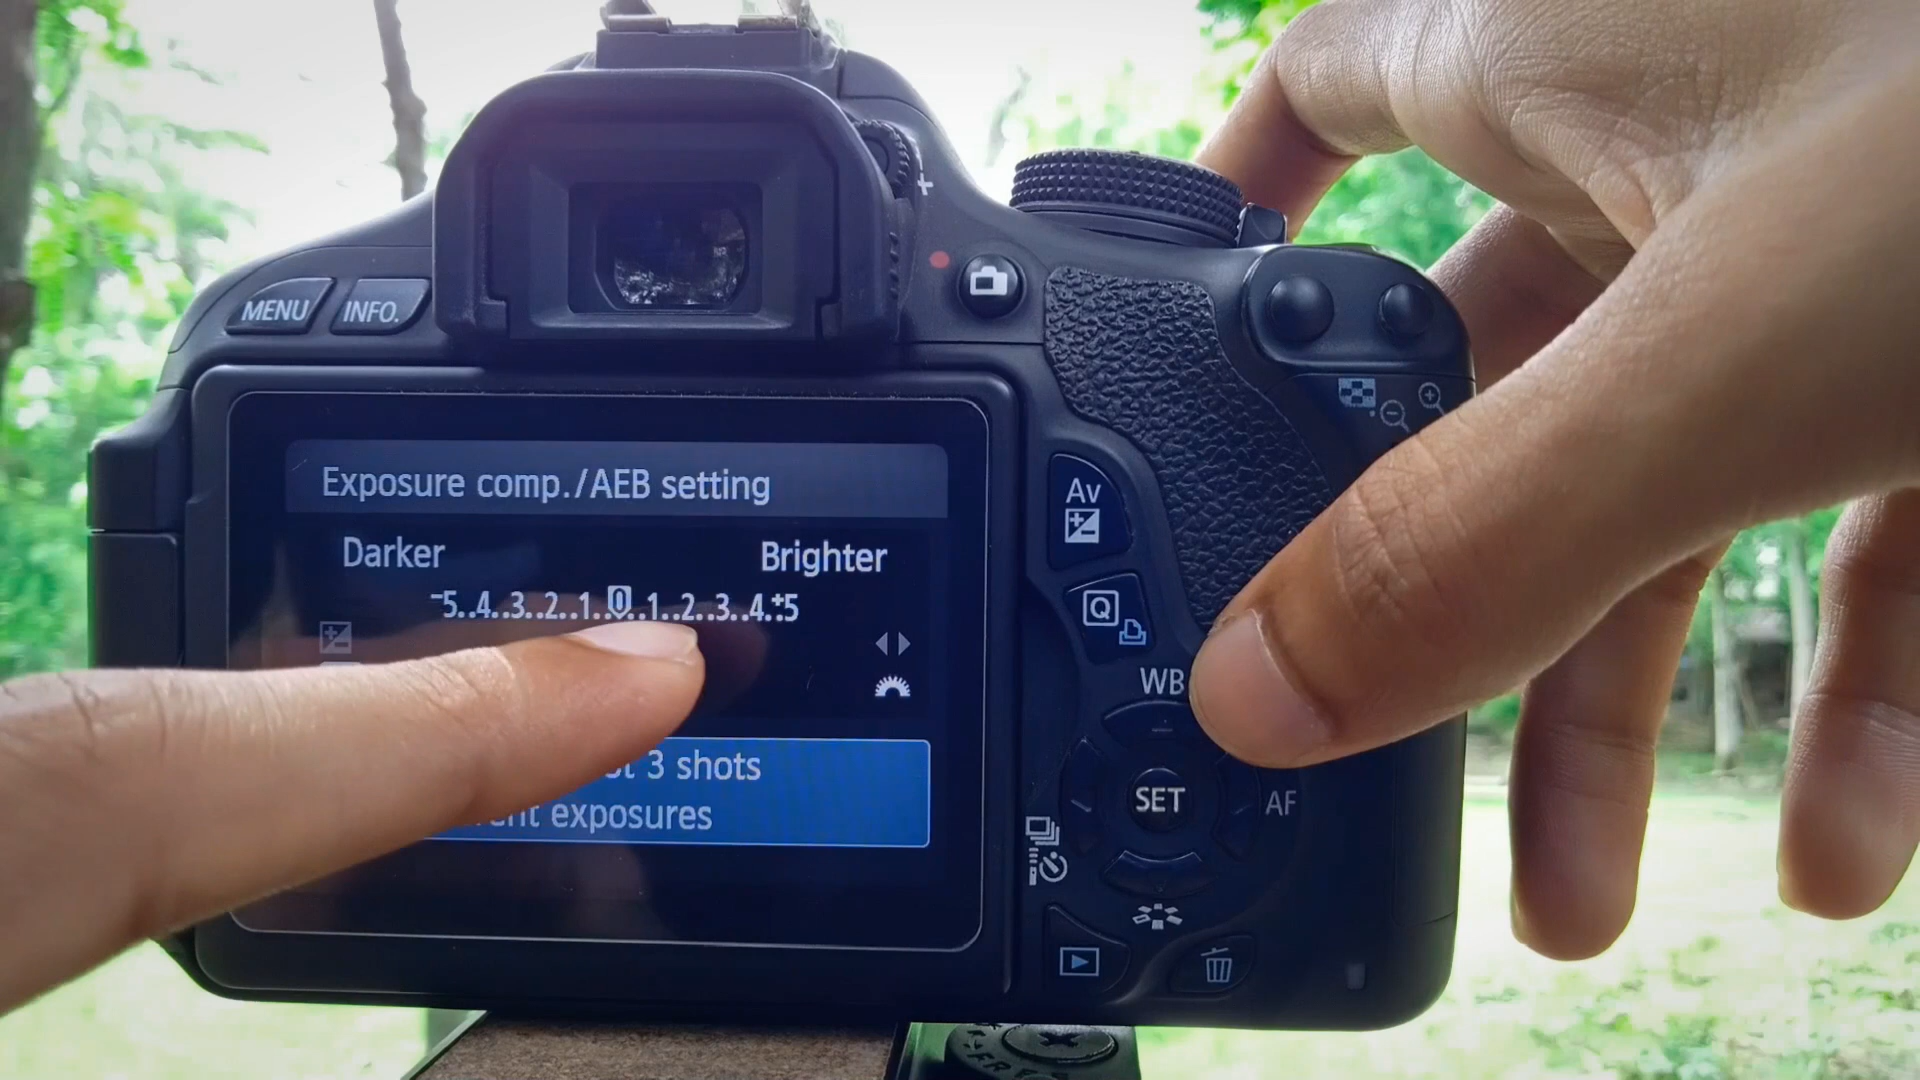 MENU
INFO.
Exposure comp./AEB setting
Darker Brighter
-5..4..3..2..1..0..1..2..3..4.+5
3 shots
exposures
Av
Q
WB
SET
AF